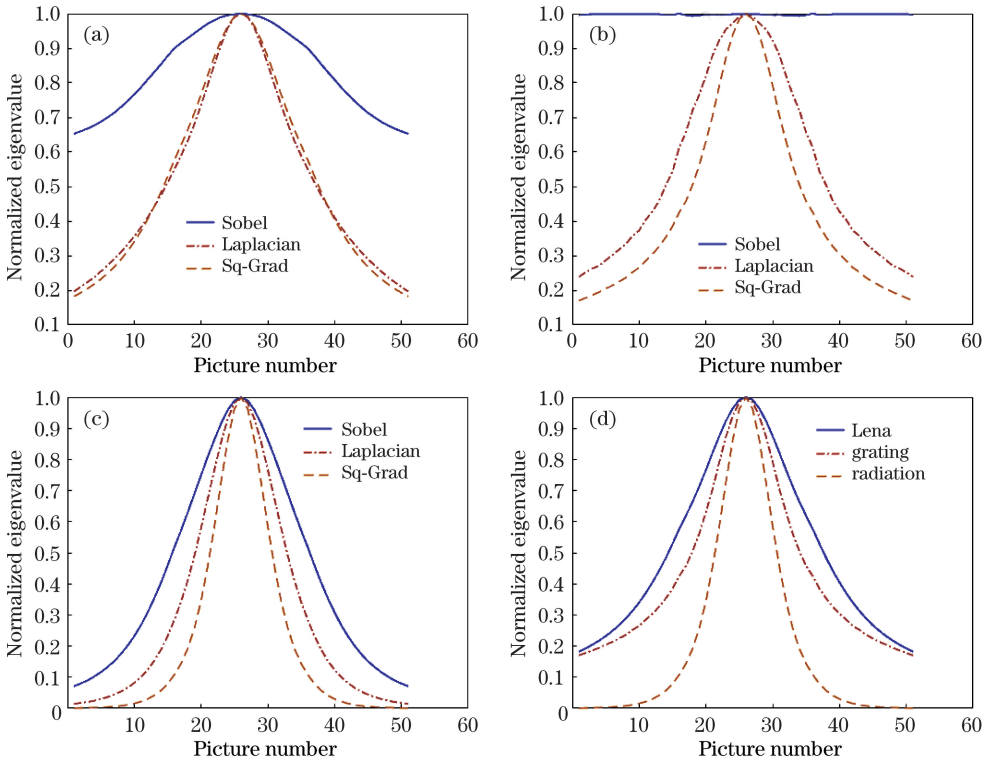 (a)
Normalized eigenvalue
1.0
0.9
0.8
0.7
0.6
0.5
0.4
0.3
0.2
0.1
Sobel
Laplacian
Sq-Grad
0 10 20 30 40 50 60
Picture number
(b)
Normalized eigenvalue
1.0
0.9
0.8
0.7
0.6
0.5
0.4
0.3
0.2
0.1
Sobel
Laplacian
Sq-Grad
0 10 20 30 40 50 60
Picture number
(c)
Normalized eigenvalue
1.0
0.9
0.8
0.7
0.6
0.5
0.4
0.3
0.2
0.1
0
Sobel
Laplacian
Sq-Grad
10 20 30 40 50 60
Picture number
(d)
Normalized eigenvalue
1.0
0.9
0.8
0.7
0.6
0.5
0.4
0.3
0.2
0.1
0
Lena
grating
radiation
10 20 30 40 50 60
Picture number